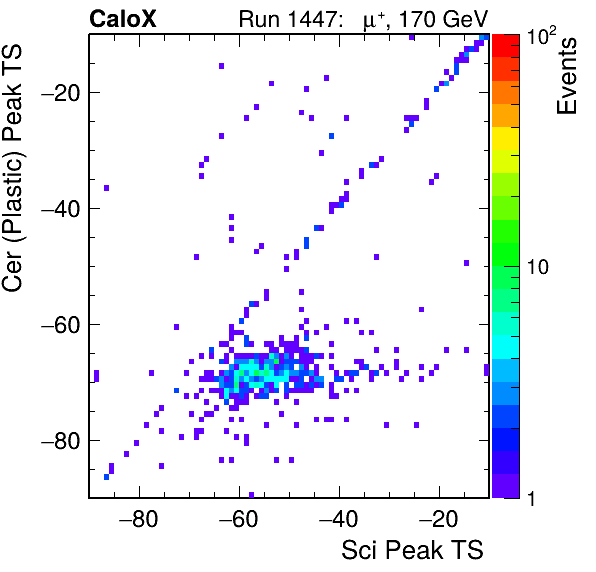 CaloX Run 1447: μ⁺, 170 GeV
Cer (Plastic) Peak TS
−20
−40
−60
−80
−80 −60 −40 −20
Sci Peak TS
10²
10
1
Events